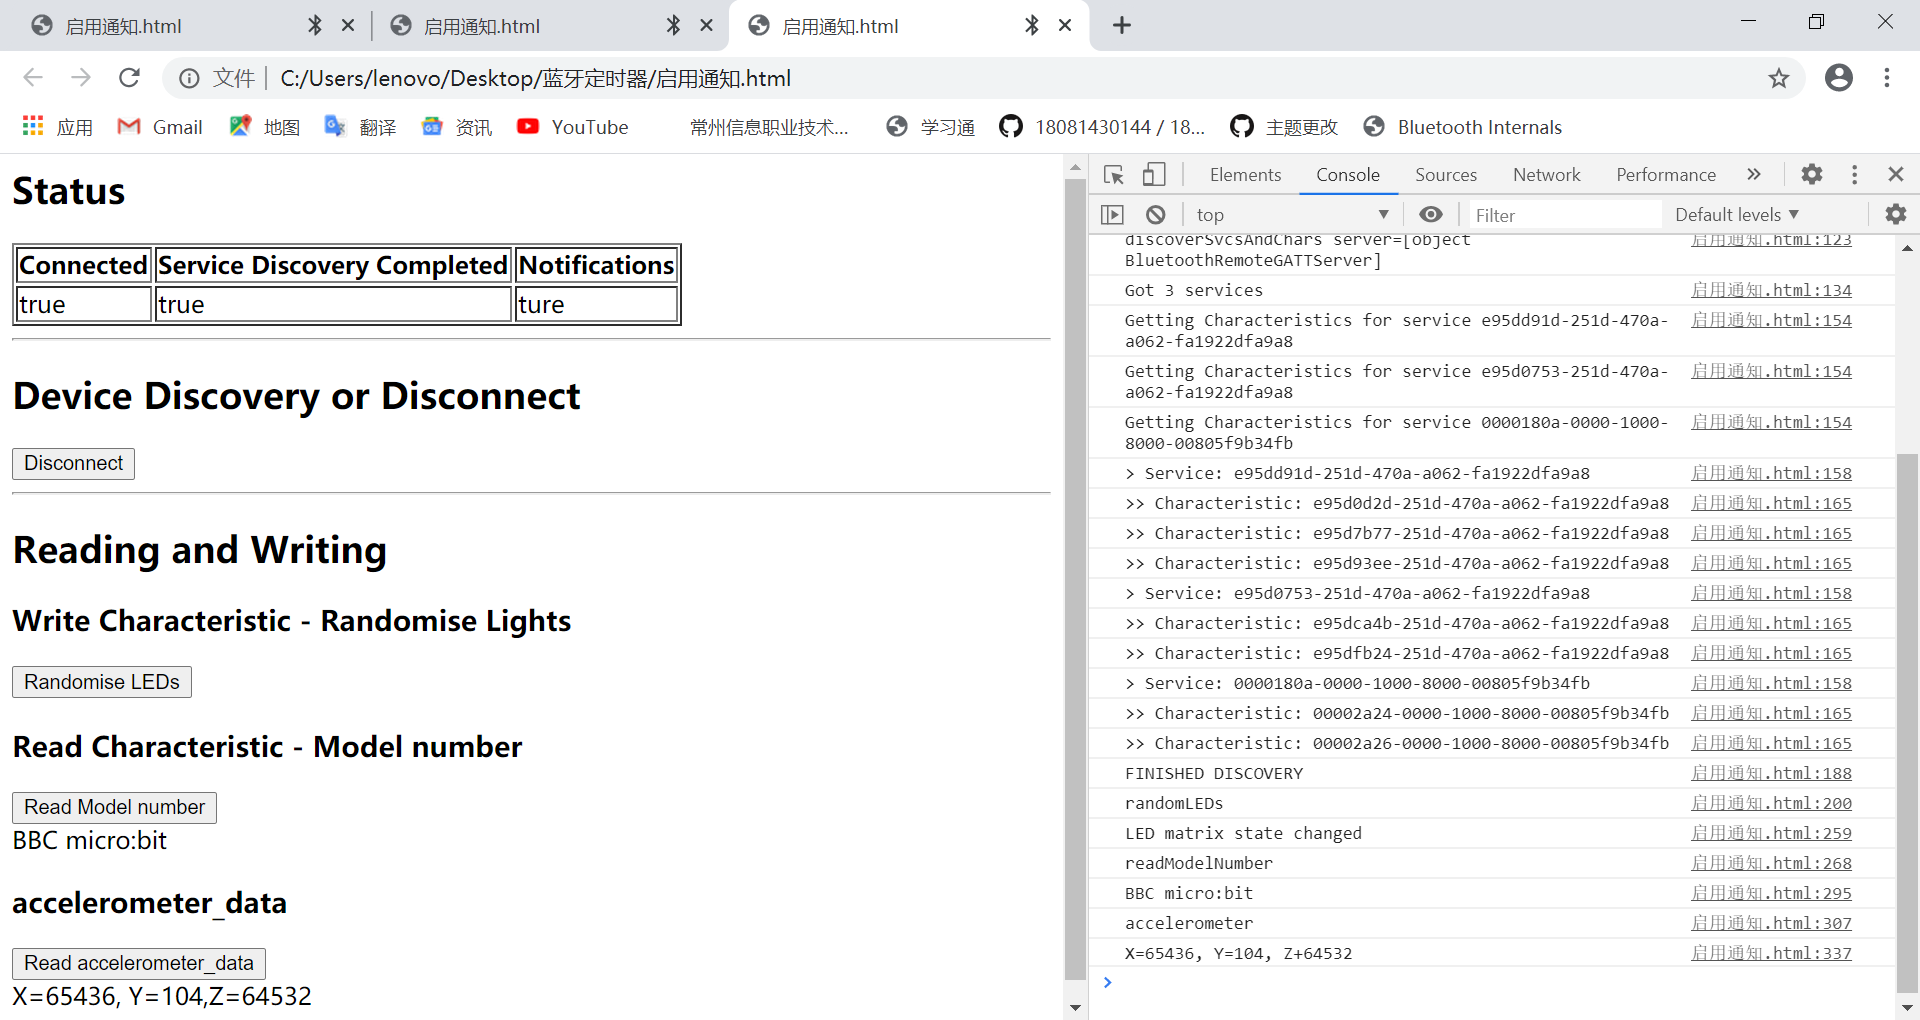 启用通知.html
启用通知.html
启用通知.html
文件 C:/Users/lenovo/Desktop/蓝牙定时器/启用通知.html
应用 Gmail 地图 翻译 资讯 YouTube 常州信息职业技术... 学习通 18081430144 / 18... 主题更改 Bluetooth Internals
Status
Connected Service Discovery Completed Notifications
true true ture
Device Discovery or Disconnect
Disconnect
Reading and Writing
Write Characteristic - Randomise Lights
Randomise LEDs
Read Characteristic - Model number
Read Model number
BBC micro:bit
accelerometer_data
Read accelerometer_data
X=65436, Y=104,Z=64532
Elements Console Sources Network Performance
top Filter Default levels
discoverSvcsAndChars server=[object 启用通知.html:123
BluetoothRemoteGATTServer]
Got 3 services 启用通知.html:134
Getting Characteristics for service e95dd91d-251d-470a- 启用通知.html:154
a062-fa1922dfa9a8
Getting Characteristics for service e95d0753-251d-470a- 启用通知.html:154
a062-fa1922dfa9a8
Getting Characteristics for service 0000180a-0000-1000- 启用通知.html:154
8000-00805f9b34fb
> Service: e95dd91d-251d-470a-a062-fa1922dfa9a8 启用通知.html:158
>> Characteristic: e95d0d2d-251d-470a-a062-fa1922dfa9a8 启用通知.html:165
>> Characteristic: e95d7b77-251d-470a-a062-fa1922dfa9a8 启用通知.html:165
>> Characteristic: e95d93ee-251d-470a-a062-fa1922dfa9a8 启用通知.html:165
> Service: e95d0753-251d-470a-a062-fa1922dfa9a8 启用通知.html:158
>> Characteristic: e95dca4b-251d-470a-a062-fa1922dfa9a8 启用通知.html:165
>> Characteristic: e95dfb24-251d-470a-a062-fa1922dfa9a8 启用通知.html:165
> Service: 0000180a-0000-1000-8000-00805f9b34fb 启用通知.html:158
>> Characteristic: 00002a24-0000-1000-8000-00805f9b34fb 启用通知.html:165
>> Characteristic: 00002a26-0000-1000-8000-00805f9b34fb 启用通知.html:165
FINISHED DISCOVERY 启用通知.html:188
randomLEDs 启用通知.html:200
LED matrix state changed 启用通知.html:259
readModelNumber 启用通知.html:268
BBC micro:bit 启用通知.html:295
accelerometer 启用通知.html:307
X=65436, Y=104, Z+64532 启用通知.html:337